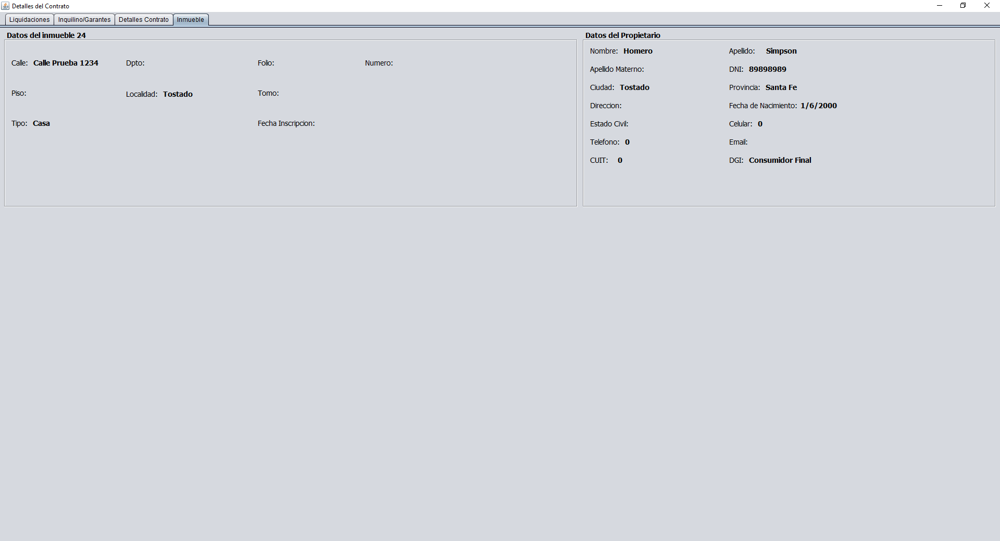 Detalles del Contrato
Liquidaciones Inquilino/Garantes Detalles Contrato Inmueble
Datos del inmueble 24
Calle: Calle Prueba 1234 Dpto: Folio: Numero:
Piso: Localidad: Tostado Tomo:
Tipo: Casa Fecha Inscripcion:
Datos del Propietario
Nombre: Homero Apellido: Simpson
Apellido Materno: DNI: 89898989
Ciudad: Tostado Provincia: Santa Fe
Direccion: Fecha de Nacimiento: 1/6/2000
Estado Civil: Celular: 0
Telefono: 0 Email:
CUIT: 0 DGI: Consumidor Final